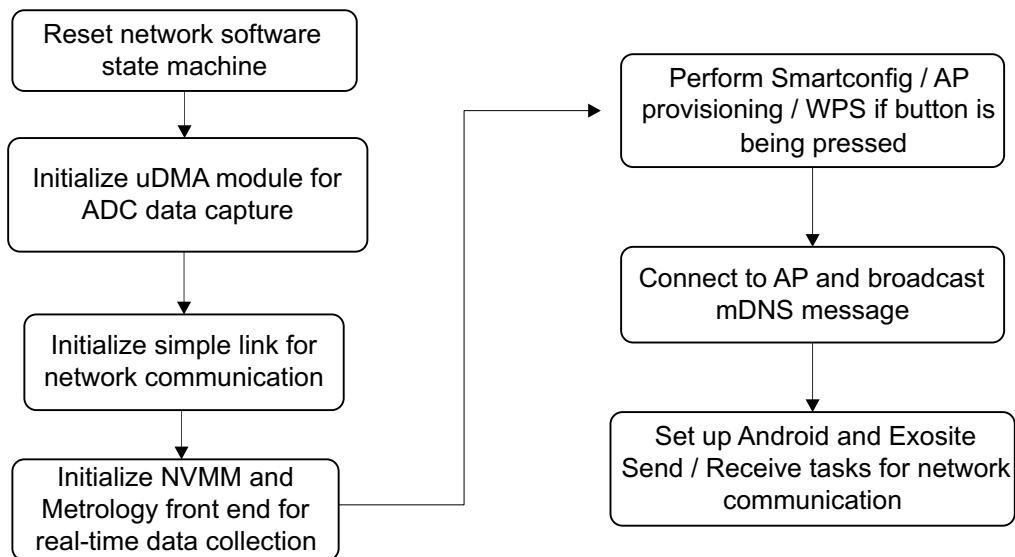 Reset network software
state machine
Initialize uDMA module for
ADC data capture
Initialize simple link for
network communication
Initialize NVMM and
Metrology front end for
real-time data collection
Perform Smartconfig / AP
provisioning / WPS if button is
being pressed
Connect to AP and broadcast
mDNS message
Set up Android and Exosite
Send / Receive tasks for network
communication